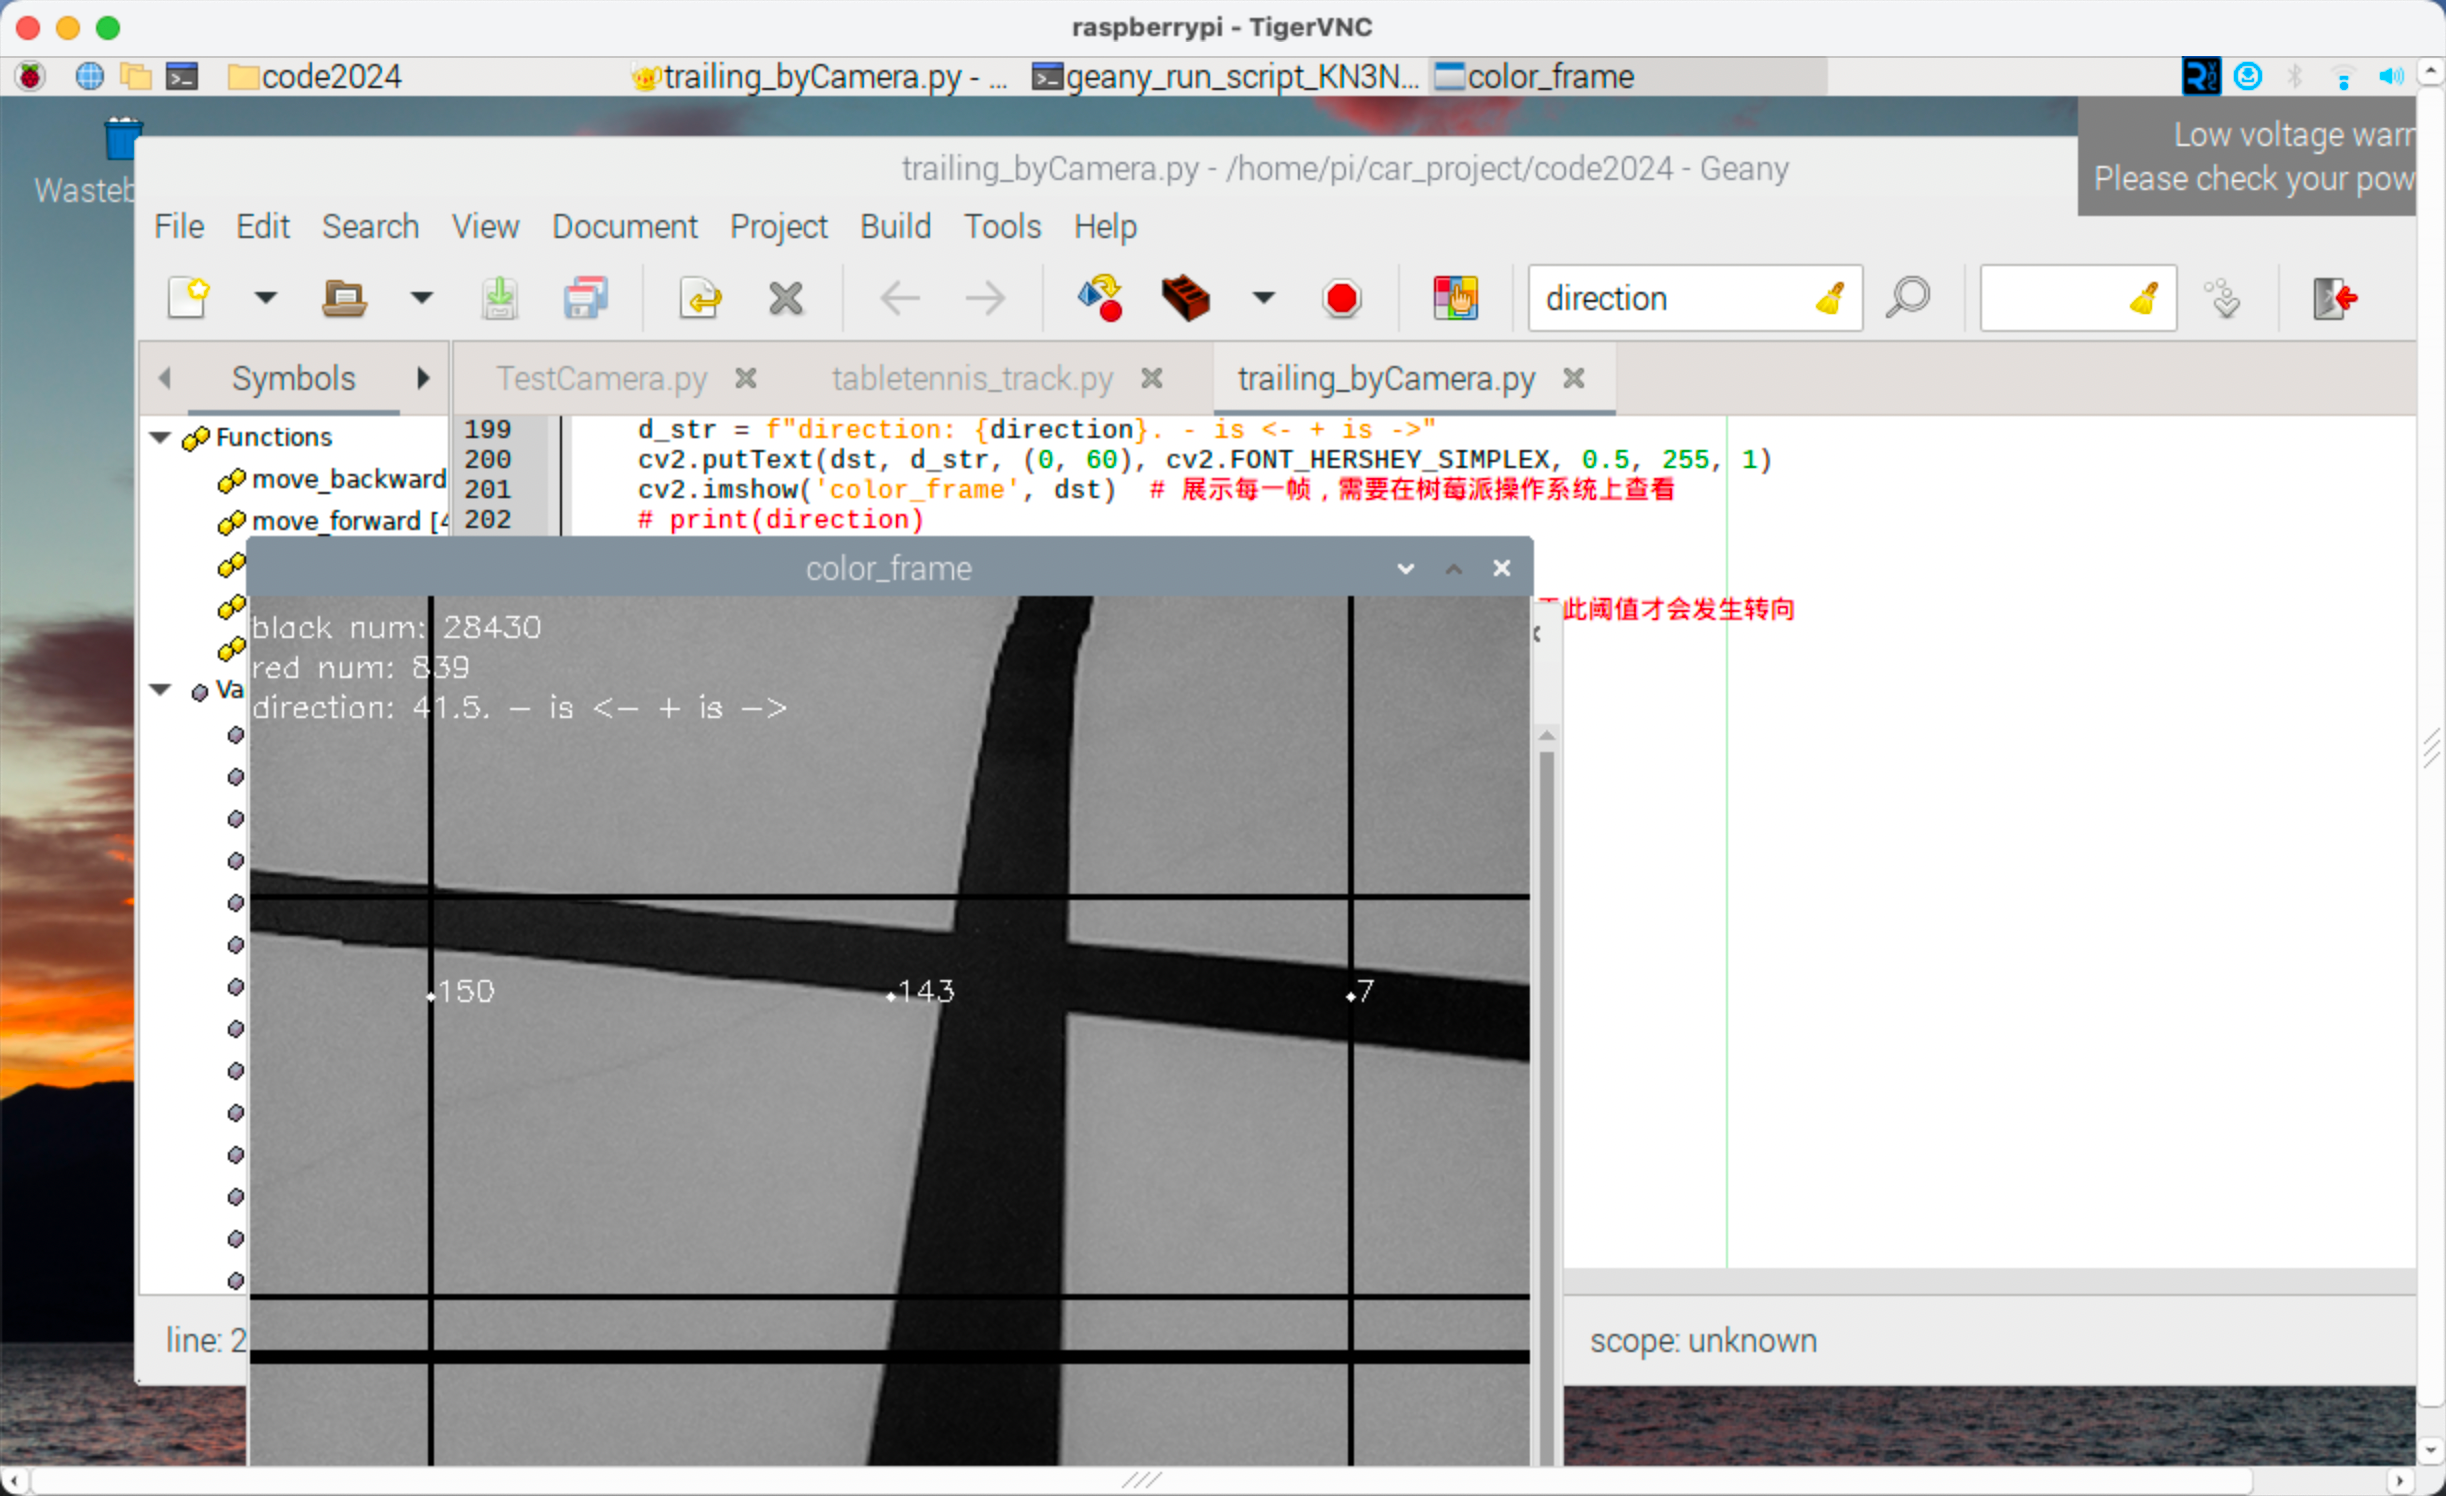 raspberrypi - TigerVNC
code2024
trailing_byCamera.py - ...
geany_run_script_KN3N...
color_frame
Low voltage warr
Please check your pow
Wasteb
trailing_byCamera.py - /home/pi/car_project/code2024 - Geany
File Edit Search View Document Project Build Tools Help
direction
Symbols
TestCamera.py
tabletennis_track.py
trailing_byCamera.py
Functions
move_backward
move_forward [4
Va
199 d_str = f"direction: {direction}. - is <- + is ->"
200 cv2.putText(dst, d_str, (0, 60), cv2.FONT_HERSHEY_SIMPLEX, 0.5, 255, 1)
201 cv2.imshow('color_frame', dst) # 展示每一帧，需要在树莓派操作系统上查看
202 # print(direction)
color_frame
此阈值才会发生转向
black num: 28430
red num: 839
direction: 41.5. - is <- + is ->
150
143
7
line: 2
scope: unknown